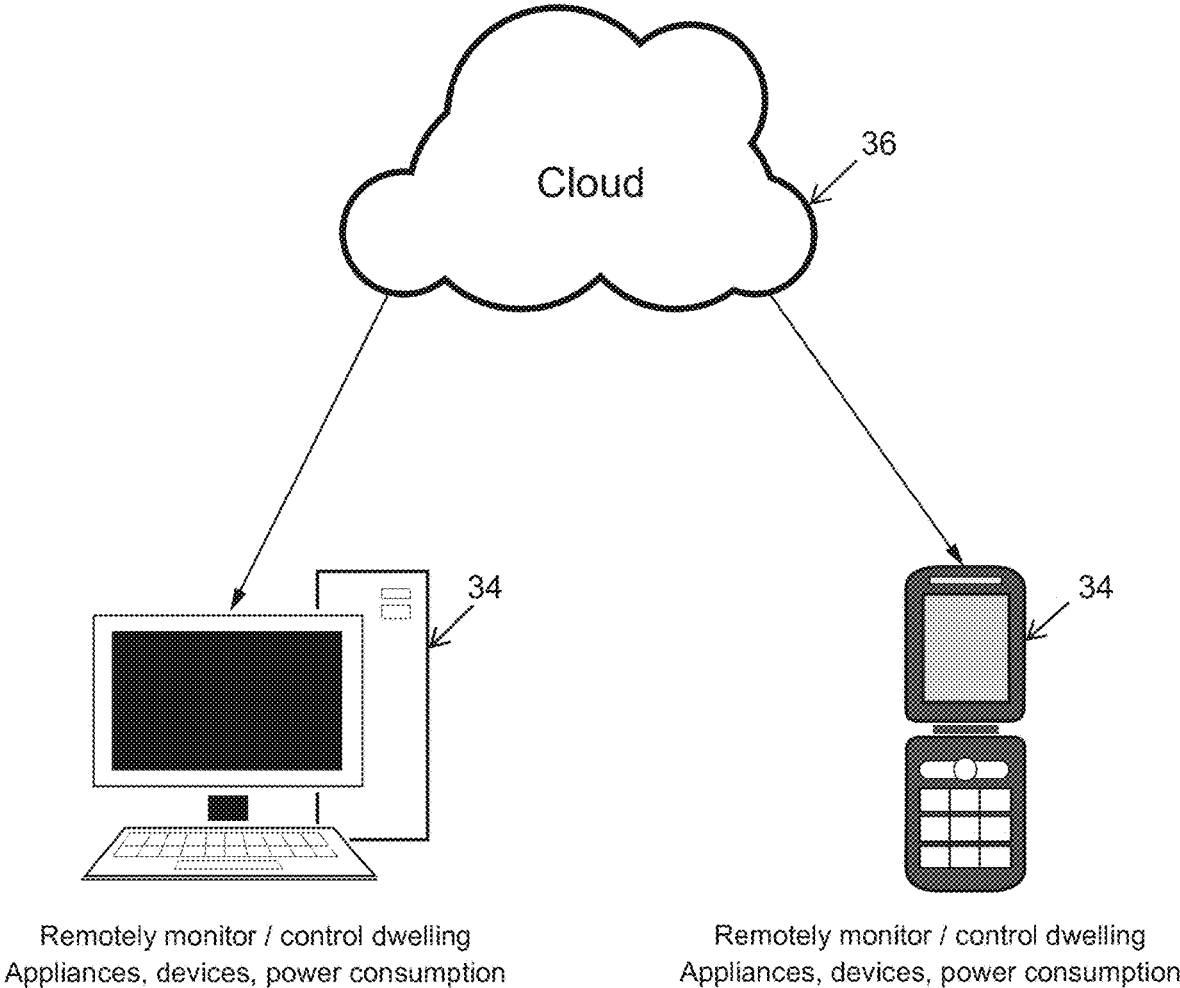 36
Cloud
34
34
Remotely monitor / control dwelling
Appliances, devices, power consumption
Remotely monitor / control dwelling
Appliances, devices, power consumption